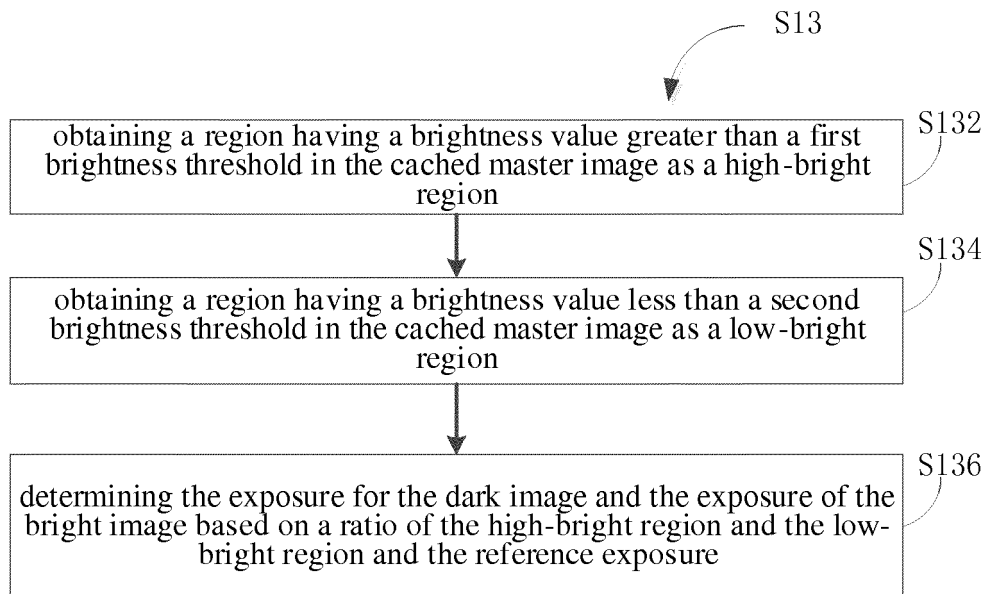 S13
S132
obtaining a region having a brightness value greater than a first
brightness threshold in the cached master image as a high-bright
region
S134
obtaining a region having a brightness value less than a second
brightness threshold in the cached master image as a low-bright
region
S136
determining the exposure for the dark image and the exposure of the
bright image based on a ratio of the high-bright region and the low-
bright region and the reference exposure